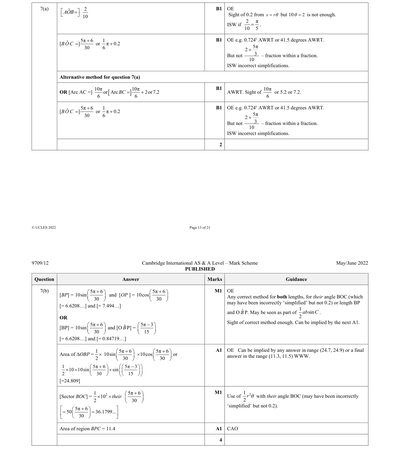 7(a)
[AÔB =] 2/10
B1
OE
Sight of 0.2 from s = rθ but 10θ = 2 is not enough.
ISW if 2/10 = π/5.
[BÔC =] (5π + 6)/30 or 1/6 π + 0.2
B1
OE e.g. 0.724ᶜ AWRT or 41.5 degrees AWRT.
But not (2 + 5π/3)/10 – fraction within a fraction.
ISW incorrect simplifications.
Alternative method for question 7(a)
OR [Arc AC =] 10π/6 or [Arc BC =] 10π/6 + 2 or 7.2
B1
AWRT. Sight of 10π/6 or 5.2 or 7.2.
[BÔC =] (5π + 6)/30 or 1/6 π + 0.2
B1
OE e.g. 0.724ᶜ AWRT or 41.5 degrees AWRT.
But not (2 + 5π/3)/10 – fraction within a fraction.
ISW incorrect simplifications.
2
© UCLES 2022
Page 15 of 21
9709/12
Cambridge International AS & A Level – Mark Scheme
PUBLISHED
May/June 2022
Question
Answer
Marks
Guidance
7(b)
[BP] = 10sin((5π + 6)/30) and [OP =] 10cos((5π + 6)/30)
[= 6.6208…] and [= 7.494…]
OR
[BP] = 10sin((5π + 6)/30) and [OB̂P] = ((5π − 3)/15)
[= 6.6208…] and [= 0.84719…]
M1
OE
Any correct method for both lengths, for their angle BOC (which
may have been incorrectly ‘simplified’ but not 0.2) or length BP
and OB̂P. May be seen as part of 1/2 ab sin C.
Sight of correct method enough. Can be implied by the next A1.
Area of ΔOBP = 1/2 × 10sin((5π + 6)/30) × 10cos((5π + 6)/30) or
1/2 × 10 × 10sin((5π + 6)/30) × sin((5π − 3)/15)
[=24.809]
A1
OE Can be implied by any answer in range (24.7, 24.9) or a final
answer in the range (11.3, 11.5) WWW.
[Sector BOC] = 1/2 × 10² × their ((5π + 6)/30)
[= 50((5π + 6)/30) = 36.1799…]
M1
Use of 1/2 r²θ with their angle BOC (may have been incorrectly
‘simplified’ but not 0.2).
Area of region BPC = 11.4
A1
CAO
4